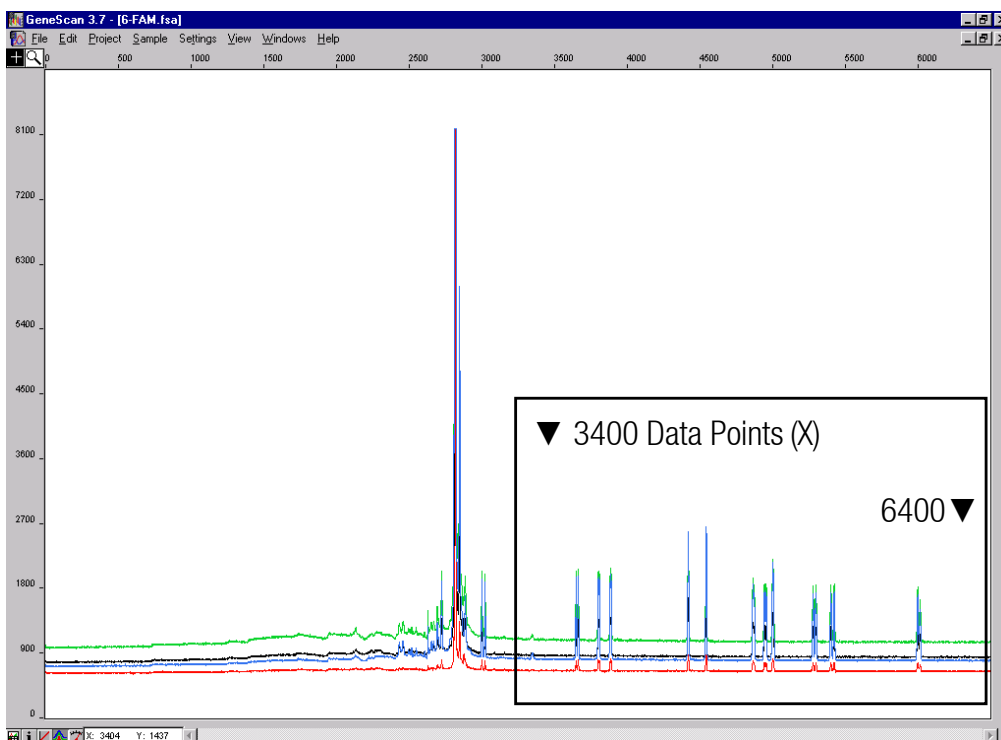 GeneScan 3.7 - [6-FAM.fsa]
File Edit Project Sample Settings View Windows Help
0 500 1000 1500 2000 2500 3000 3500 4000 4500 5000 5500 6000
8100
7200
6300
5400
4500
3600
2700
1800
900
0
▼ 3400 Data Points (X)
6400 ▼
X: 3404 Y: 1437